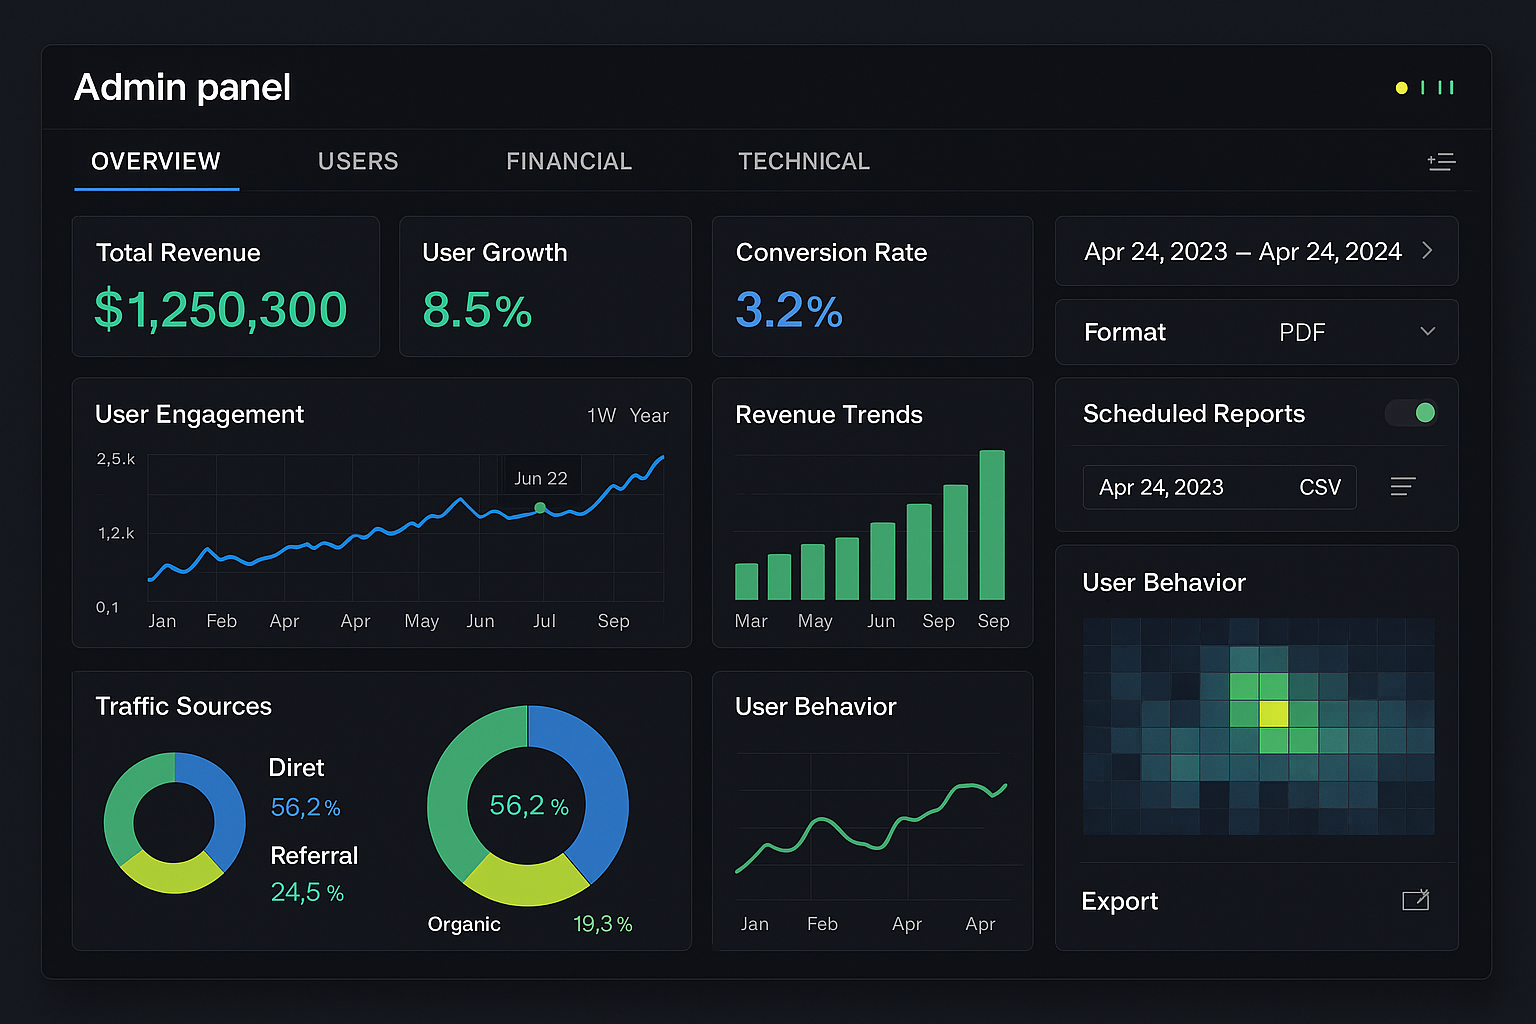 Admin panel
OVERVIEW USERS FINANCIAL TECHNICAL
Total Revenue
$1,250,300
User Growth
8.5%
Conversion Rate
3.2%
Apr 24, 2023 – Apr 24, 2024
Format PDF
User Engagement 1W Year
2,5.k
1,2.k
0,1
Jun 22
Jan Feb Apr Apr May Jun Jul Sep
Revenue Trends
Mar May Jun Sep Sep
Scheduled Reports
Apr 24, 2023 CSV
User Behavior
Export
Traffic Sources
Diret
56,2 %
Referral
24,5 %
56,2 %
Organic 19,3 %
User Behavior
Jan Feb Apr Apr